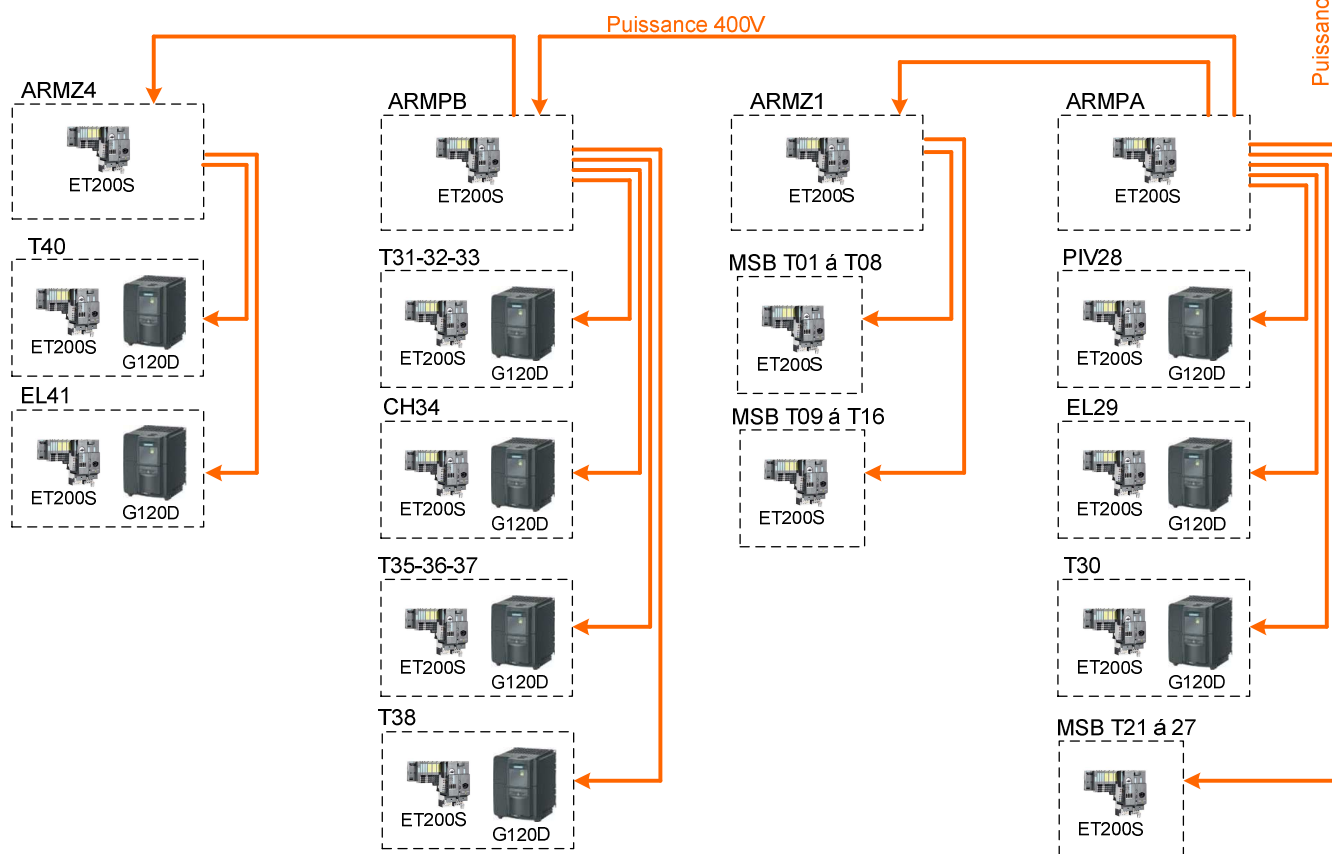 Puissance 400V
Puissanc
ARMZ4
ET200S
T40
ET200S
G120D
EL41
ET200S
G120D
ARMPB
ET200S
T31-32-33
ET200S
G120D
CH34
ET200S
G120D
T35-36-37
ET200S
G120D
T38
ET200S
G120D
ARMZ1
ET200S
MSB T01 á T08
ET200S
MSB T09 á T16
ET200S
ARMPA
ET200S
PIV28
ET200S
G120D
EL29
ET200S
G120D
T30
ET200S
G120D
MSB T21 á 27
ET200S